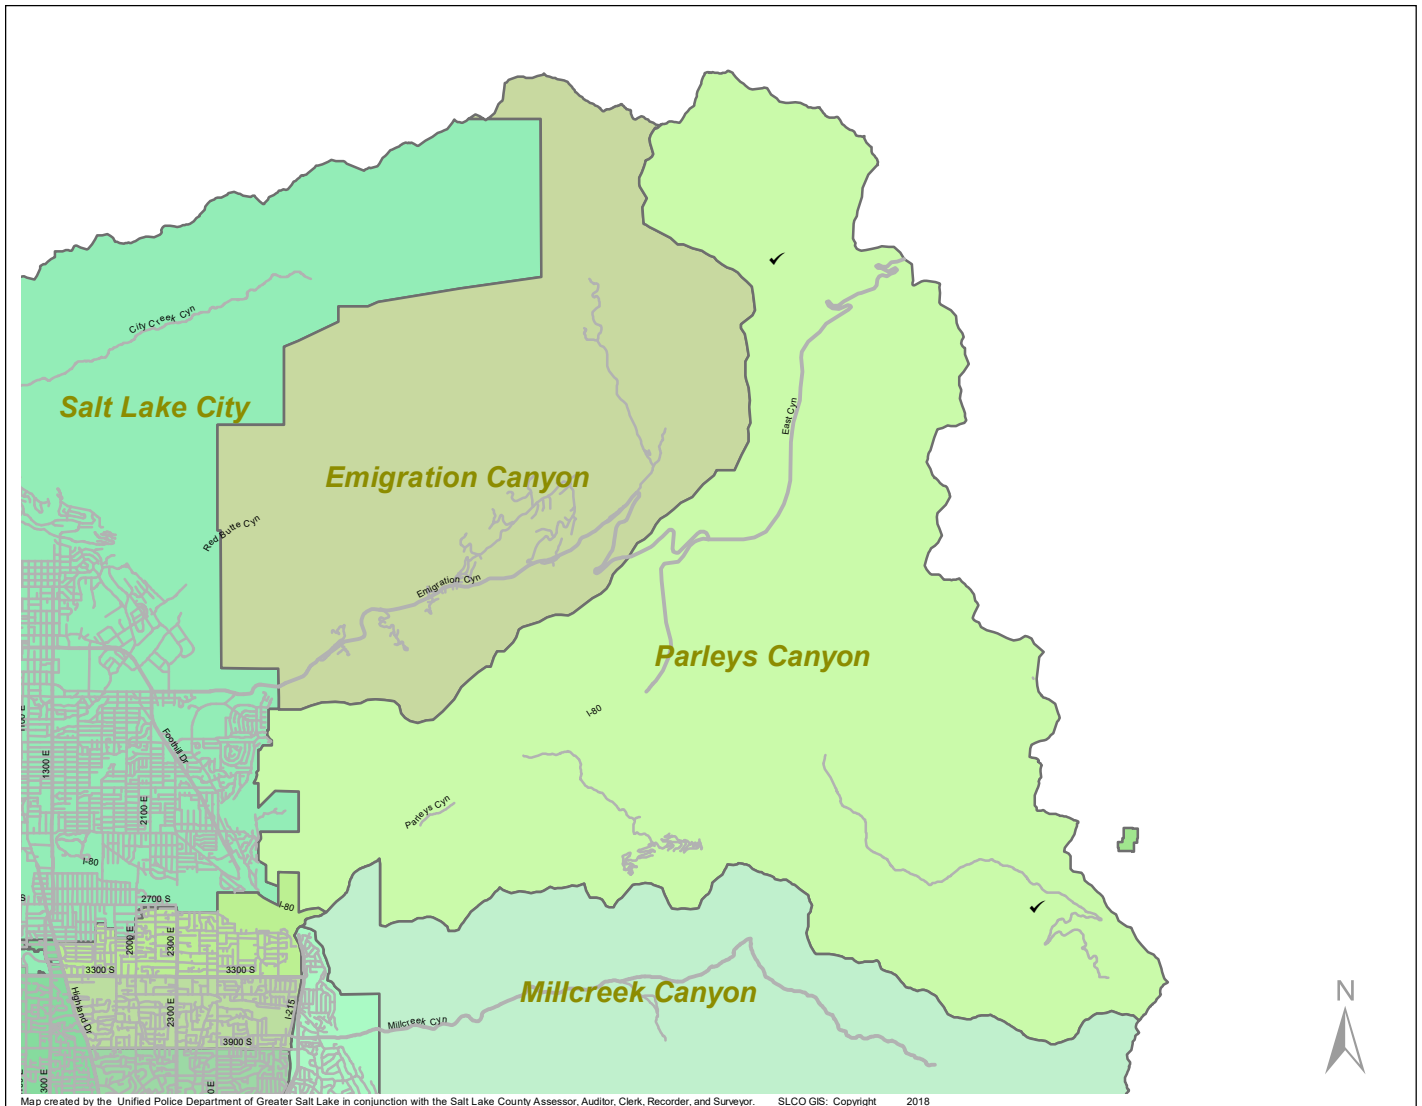 City Creek Cyn
Salt Lake City
East Cyn
Emigration Canyon
Red Butte Cyn
Emigration Cyn
Parleys Canyon
I-80
Foothill Dr
1300 E
2100 E
Parleys Cyn
I-80
2700 S
I-80
S
2000 E
2300 E
3300 S
3300 S
Millcreek Canyon
N
Highland Dr
2300 E
I-215
Millcreek Cyn
3900 S
300 E
0 E
Map created by the Unified Police Department of Greater Salt Lake in conjunction with the Salt Lake County Assessor, Auditor, Clerk, Recorder, and Surveyor. SLCO GIS: Copyright 2018